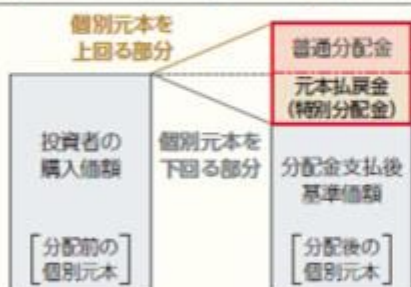 個別元本を
上回る部分
普通分配金
元本払戻金
(特別分配金)
投資者の
購入価額
個別元本を
下回る部分
分配金支払後
基準価額
[分配前の
個別元本]
[分配後の
個別元本]